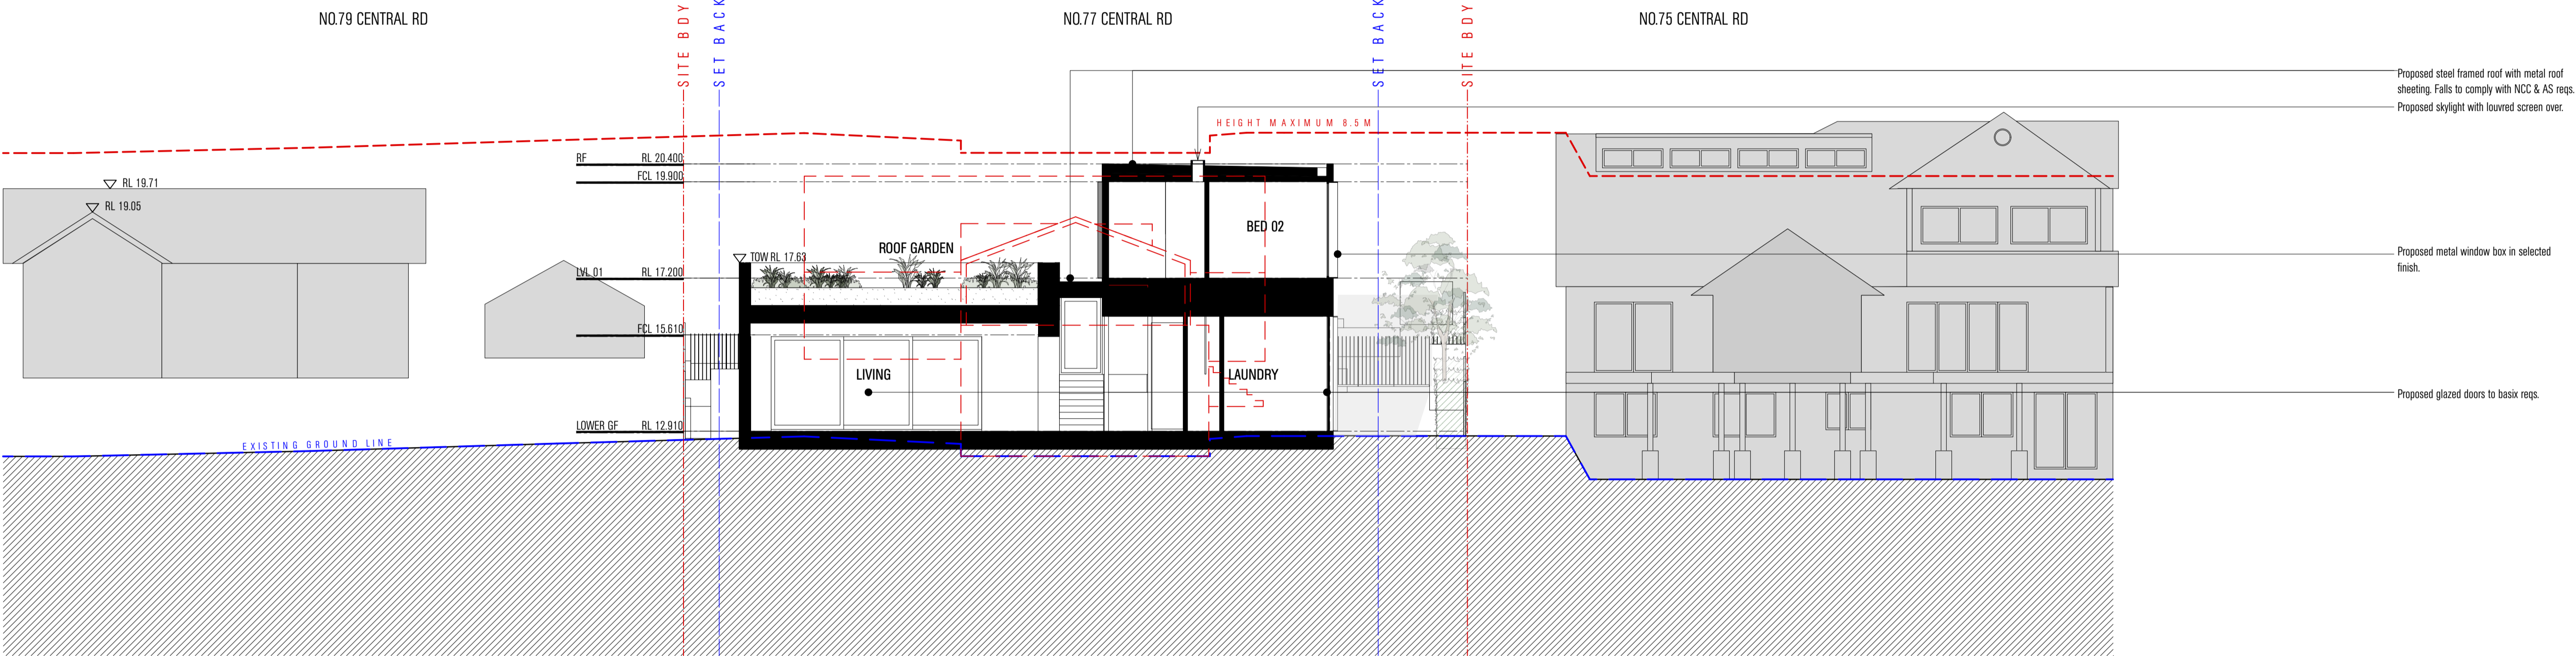 NO.79 CENTRAL RD
SITE BDY
SET BACK
NO.77 CENTRAL RD
SET BACK
SITE BDY
NO.75 CENTRAL RD
Proposed steel framed roof with metal roof
sheeting. Falls to comply with NCC & AS reqs.
Proposed skylight with louvred screen over.
HEIGHT MAXIMUM 8.5M
RF RL 20.400
FCL 19.900
RL 19.71
RL 19.05
BED 02
ROOF GARDEN
TOW RL 17.63
LVL 01 RL 17.200
Proposed metal window box in selected
finish.
FCL 15.610
LIVING
LAUNDRY
Proposed glazed doors to basix reqs.
LOWER GF RL 12.910
EXISTING GROUND LINE